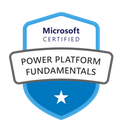 Microsoft
CERTIFIED
POWER PLATFORM
FUNDAMENTALS